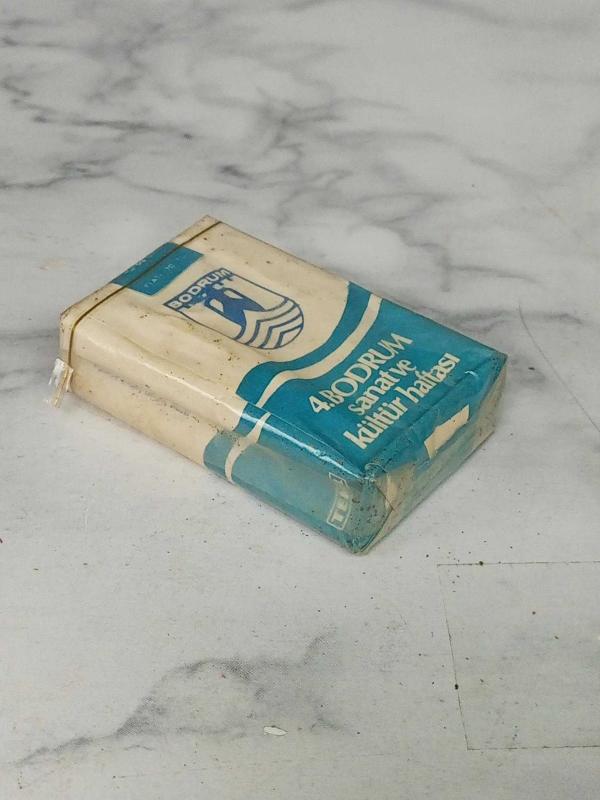 BODRUM
4.BODRUM
sanat ve
kültür haftası